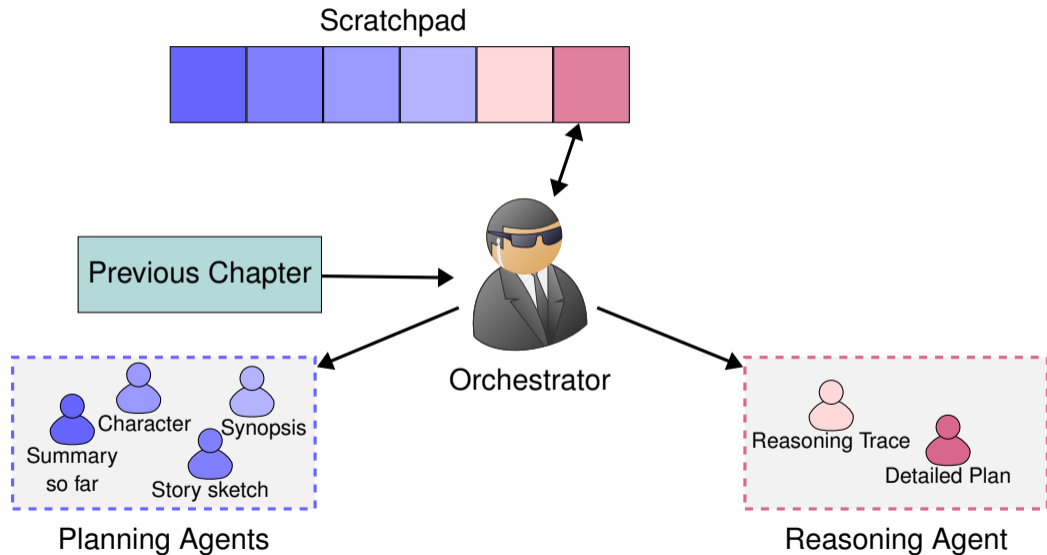 Scratchpad
Previous Chapter
Orchestrator
Character
Synopsis
Summary
so far
Story sketch
Planning Agents
Reasoning Trace
Detailed Plan
Reasoning Agent